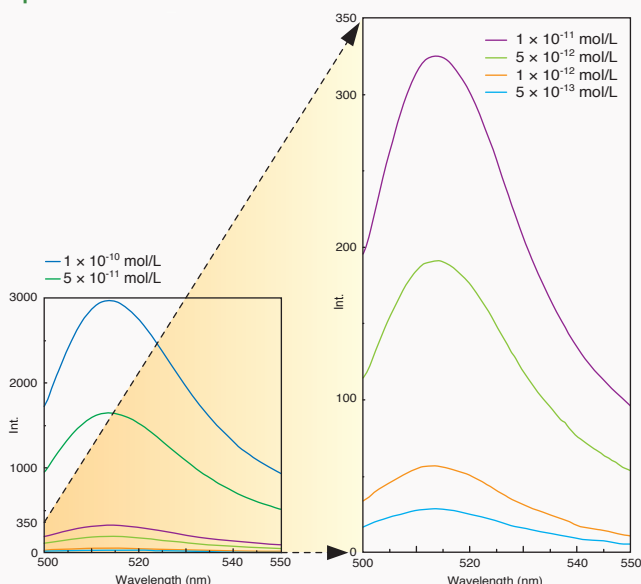 1 × 10⁻¹⁰ mol/L
5 × 10⁻¹¹ mol/L
3000
2000
1000
350
0
Int.
500
520
540
550
Wavelength (nm)
350
300
200
100
0
Int.
1 × 10⁻¹¹ mol/L
5 × 10⁻¹² mol/L
1 × 10⁻¹² mol/L
5 × 10⁻¹³ mol/L
500
520
540
550
Wavelength (nm)